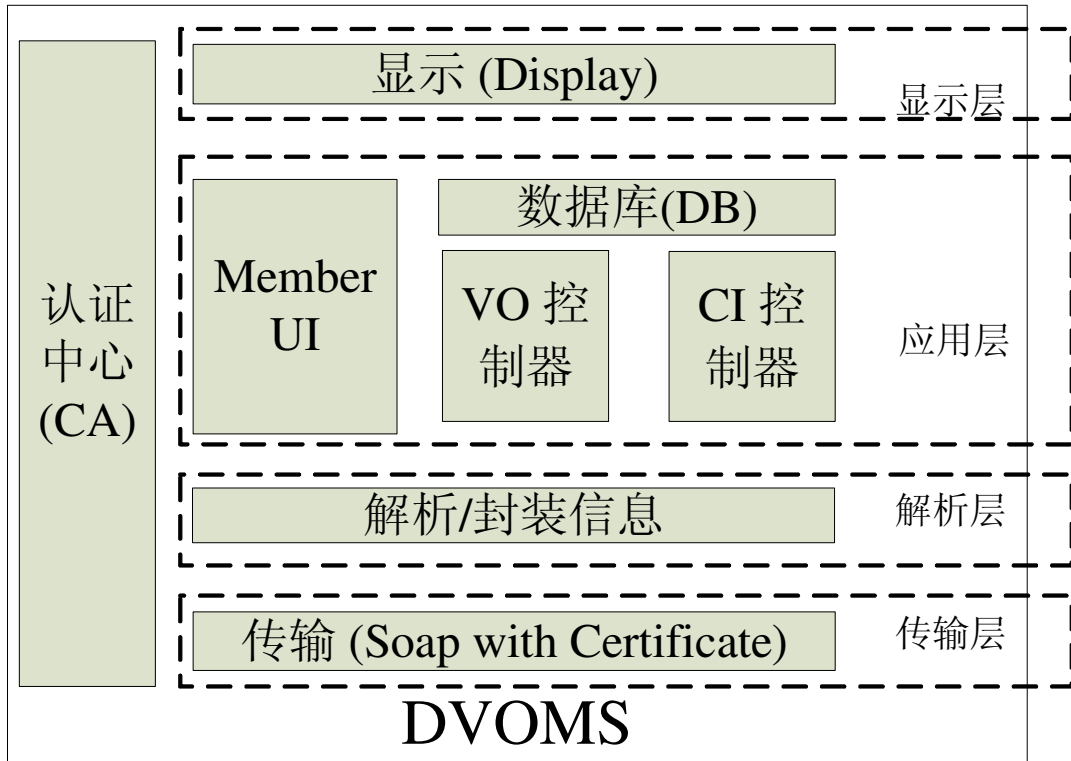 显示 (Display)
显示层
认证
中心
(CA)
Member
UI
数据库(DB)
VO 控
制器
CI 控
制器
应用层
解析/封装信息
解析层
传输 (Soap with Certificate)
传输层
DVOMS